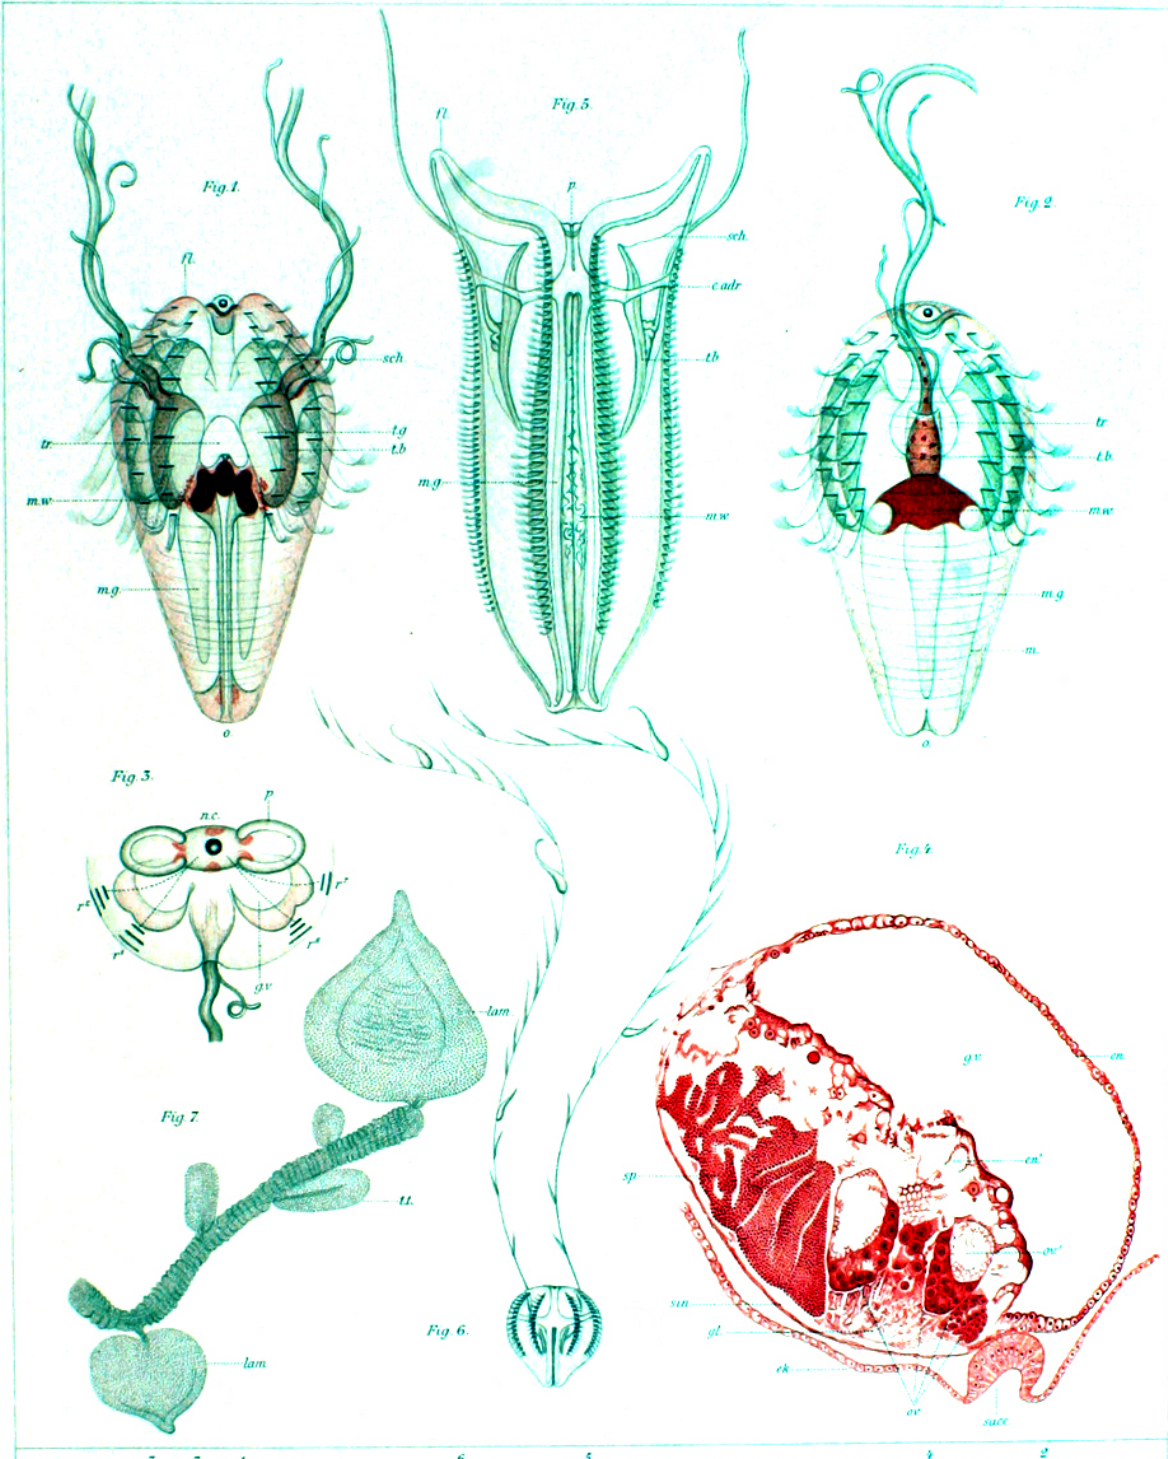 Fig. 5.
fl.
Fig. 1.
p.
Fig. 2.
sch.
fl.
c.adr
sch.
t.b
tr.
t.g
t.b.
tr
t.b.
m.w
m.g
m.w
m.w
m.g.
m.g
m.
o
o.
Fig. 3.
p
n.c.
Fig. 4.
r⁸
g.v
lam
g.v.
en
Fig. 7.
en'
sp
t.t.
ov'
sin
Fig. 6.
gl
lam
ek
ov
sacc